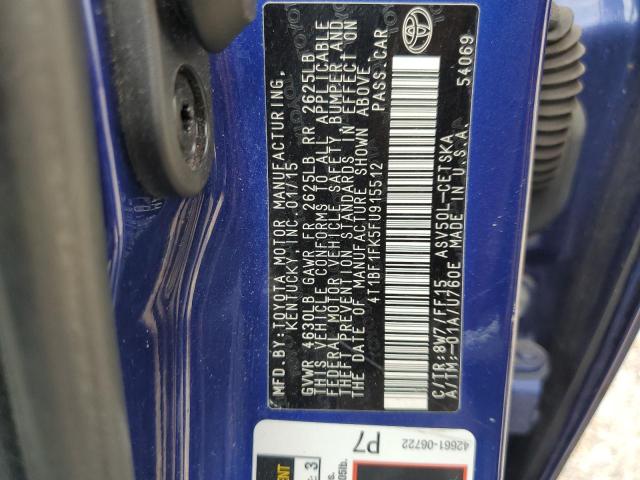 MFD. BY: TOYOTA MOTOR MANUFACTURING,
KENTUCKY INC. 01/15
GVWR 4630LB GAWR FR 2625LB RR 2625LB
THIS VEHICLE CONFORMS TO ALL APPLICABLE
FEDERAL MOTOR VEHICLE SAFETY BUMPER AND
THEFT PREVENTION STANDARDS IN EFFECT ON
THE DATE OF MANUFACTURE SHOWN ABOVE.
4T1BF1FK5FU915512 PASS CAR
C/TR:8W7/FF15 ASV50L-CETSKA
A/TM:-01A/U760E MADE IN U.S.A.
54069
42661-06722
P7
3